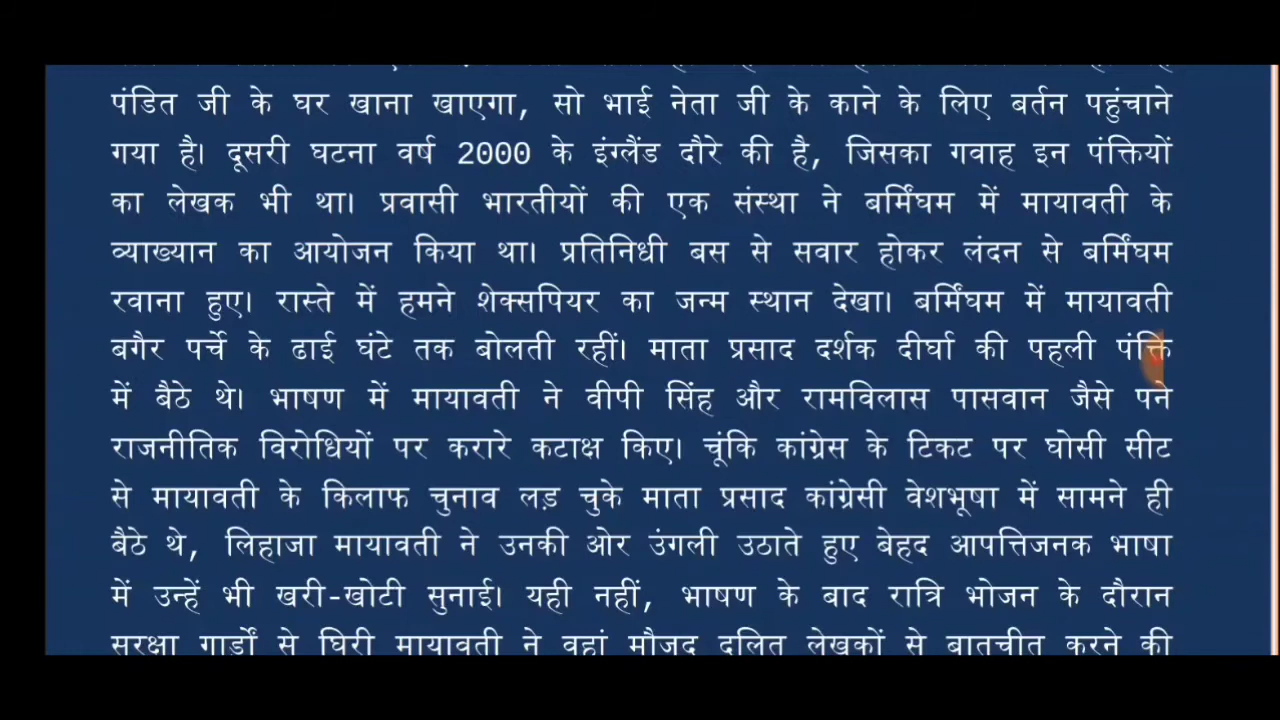 पंडित जी के घर खाना खाएगा, सो भाई नेता जी के काने के लिए बर्तन पहुंचाने
गया है। दूसरी घटना वर्ष 2000 के इंग्लैंड दौरे की है, जिसका गवाह इन पंक्तियों
का लेखक भी था। प्रवासी भारतीयों की एक संस्था ने बर्मिंघम में मायावती के
व्याख्यान का आयोजन किया था। प्रतिनिधी बस से सवार होकर लंदन से बर्मिंघम
रवाना हुए। रास्ते में हमने शेक्सपियर का जन्म स्थान देखा। बर्मिंघम में मायावती
बगैर पर्चे के ढाई घंटे तक बोलती रहीं। माता प्रसाद दर्शक दीर्घा की पहली पंक्ति
में बैठे थे। भाषण में मायावती ने वीपी सिंह और रामविलास पासवान जैसे पने
राजनीतिक विरोधियों पर करारे कटाक्ष किए। चूंकि कांग्रेस के टिकट पर घोसी सीट
से मायावती के किलाफ चुनाव लड़ चुके माता प्रसाद कांग्रेसी वेशभूषा में सामने ही
बैठे थे, लिहाजा मायावती ने उनकी ओर उंगली उठाते हुए बेहद आपत्तिजनक भाषा
में उन्हें भी खरी-खोटी सुनाई। यही नहीं, भाषण के बाद रात्रि भोजन के दौरान
सुरक्षा गार्डों से घिरी मायावती ने वहां मौजूद दलित लेखकों से बातचीत करने की